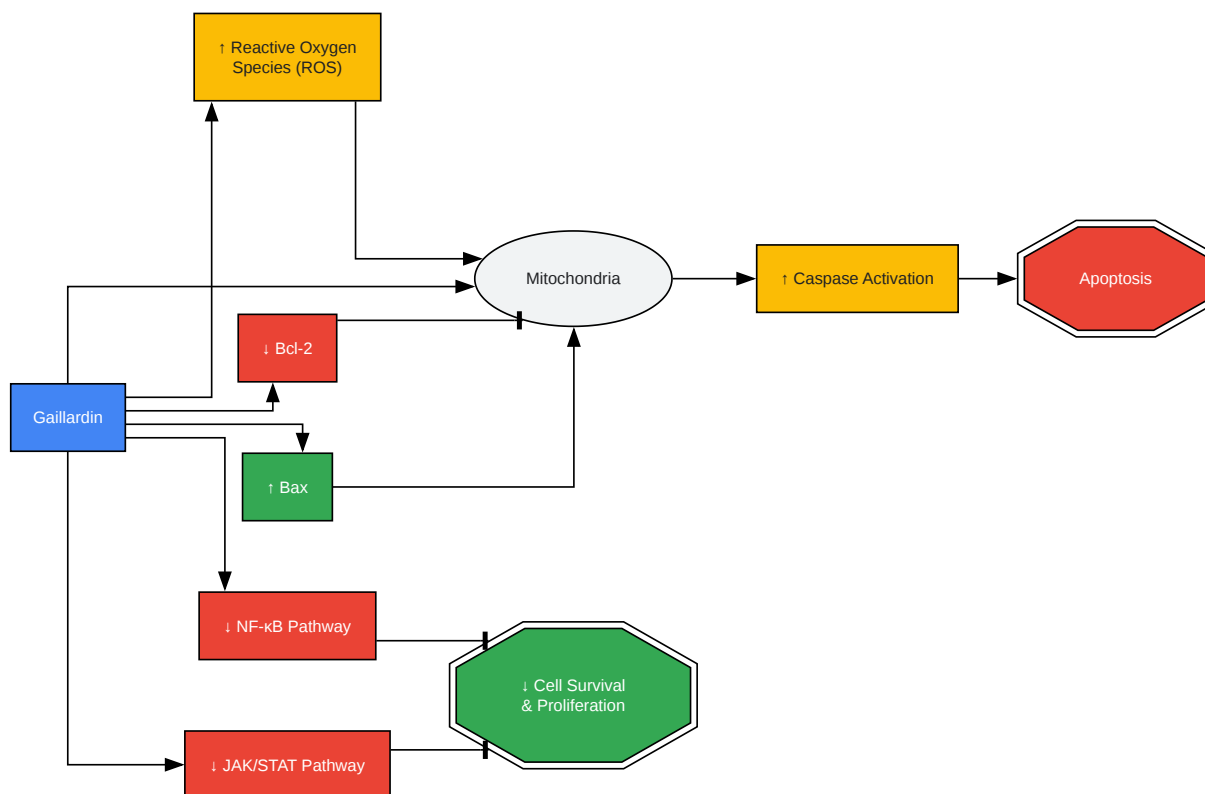 ↑ Reactive Oxygen
Species (ROS)
Mitochondria
↑ Caspase Activation
Apoptosis
↓ Bcl-2
Gaillardin
↑ Bax
↓ NF-κB Pathway
↓ Cell Survival
& Proliferation
↓ JAK/STAT Pathway